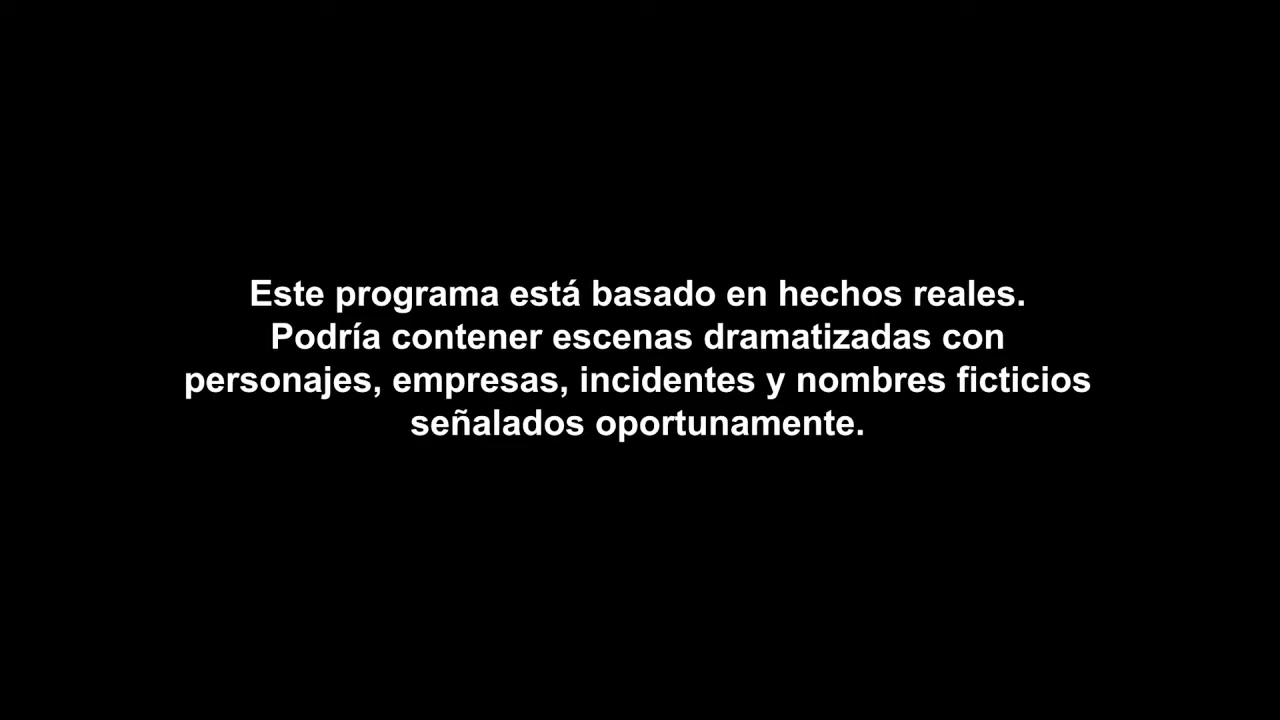 Este programa está basado en hechos reales.
Podría contener escenas dramatizadas con
personajes, empresas, incidentes y nombres ficticios
señalados oportunamente.